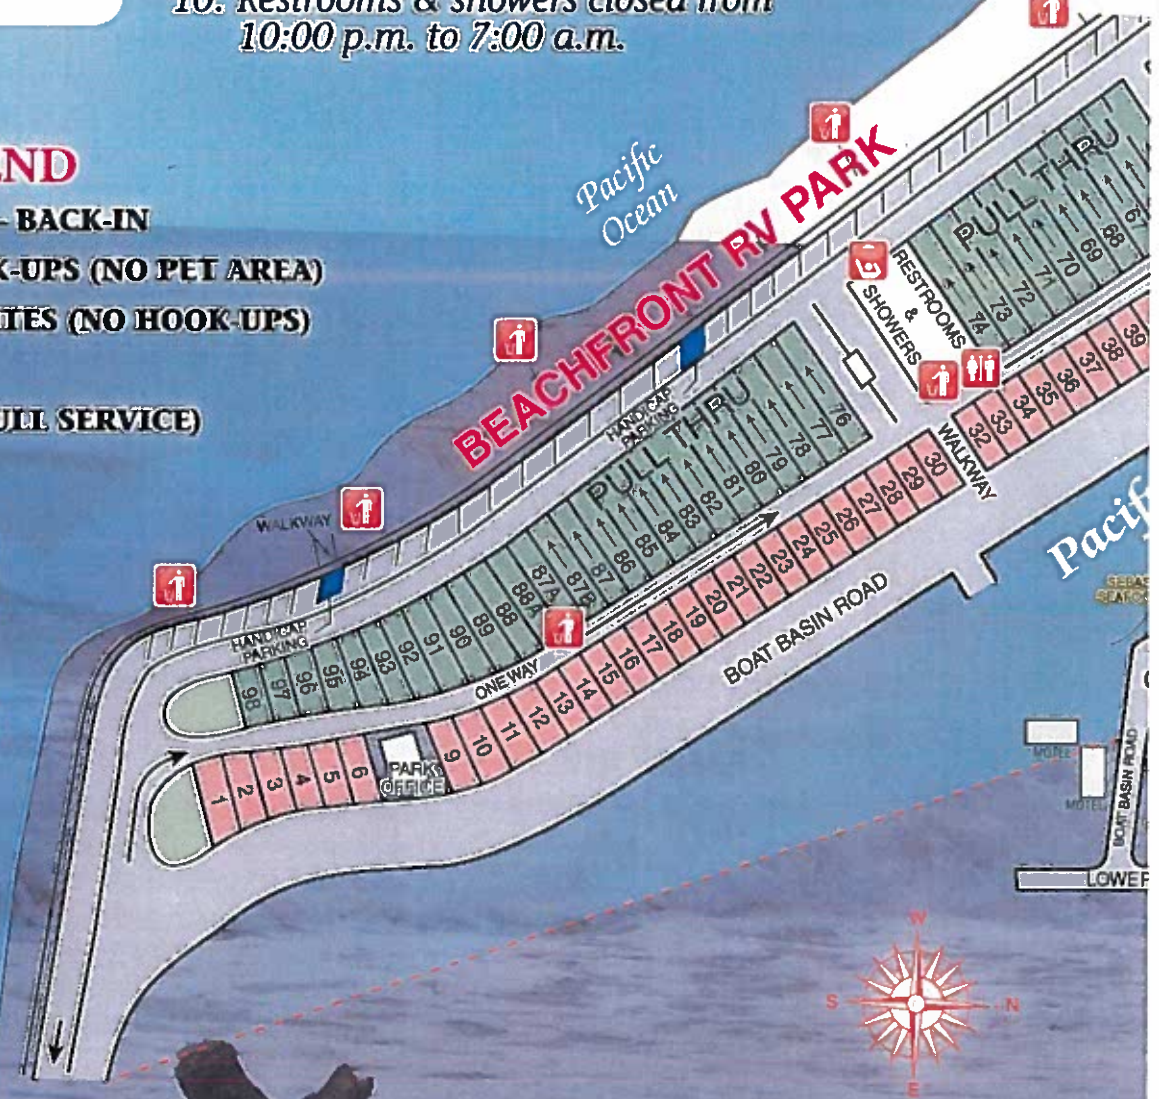 10. Restrooms & showers closed from
10:00 p.m. to 7:00 a.m.
END
- BACK-IN
K-UPS (NO PET AREA)
ITES (NO HOOK-UPS)
ULL SERVICE)
Pacific
Ocean
BEACHFRONT RV PARK
PULL THRU
RESTROOMS
&
SHOWERS
74 73 72 71 70 69 68
HANDICAP
PARKING
PULL THRU
76 77 78 79 80 81 82 83 84 85 86 87 87B 87A
88A 88 89 90 91 92 93 94 95 96 97 98
WALKWAY
HANDICAP
PARKING
ONE WAY
39 38 37 36 35 34 33 32
WALKWAY
30 29 28 27 26 25 24 23 22 21 20 19 18 17 16 15 14 13 12 11 10 9
PARK
OFFICE
6 5 4 3 2 1
BOAT BASIN ROAD
Pacif
SEBAS
SEAFOO
MOTEL
MOTEL
BOAT BASIN ROAD
LOWER
W
S N
E